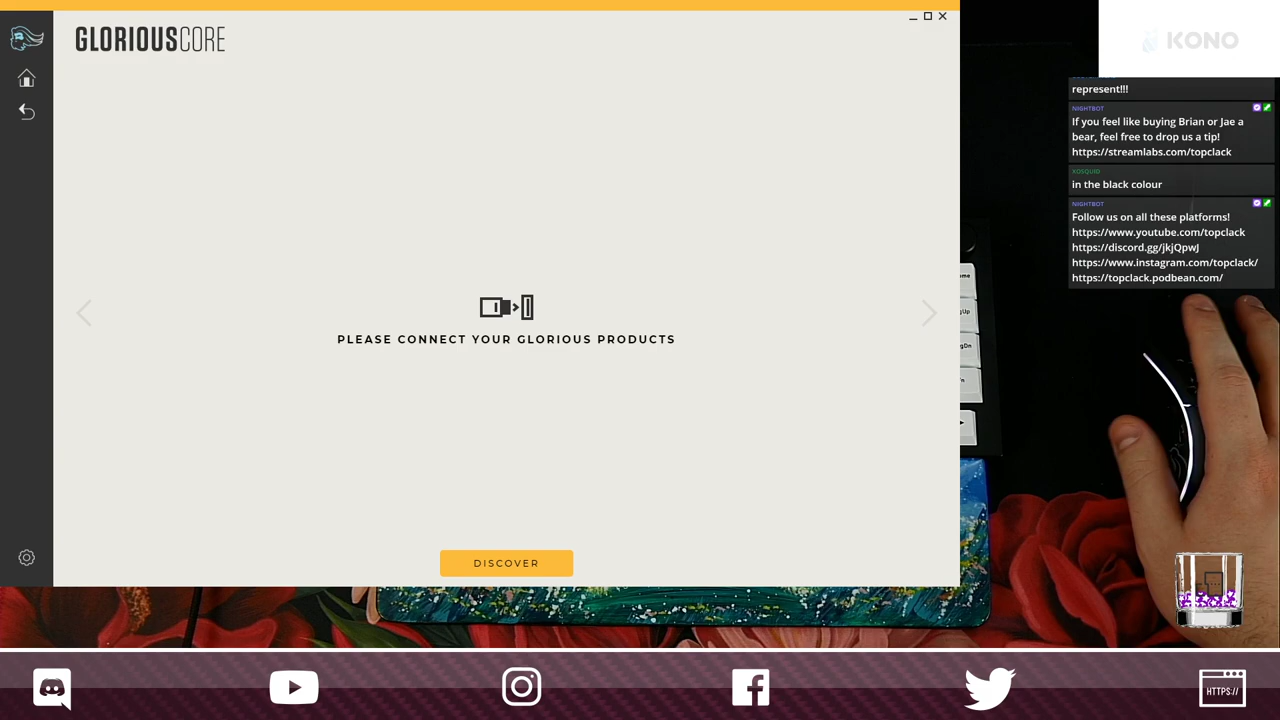 GLORIOUSCORE
PLEASE CONNECT YOUR GLORIOUS PRODUCTS
DISCOVER
KONO
represent!!!
NIGHTBOT
If you feel like buying Brian or Jae a
bear, feel free to drop us a tip!
https://streamlabs.com/topclack
XOSQUID
in the black colour
NIGHTBOT
Follow us on all these platforms!
https://www.youtube.com/topclack
https://discord.gg/jkjQpwJ
https://www.instagram.com/topclack/
https://topclack.podbean.com/
HTTPS://